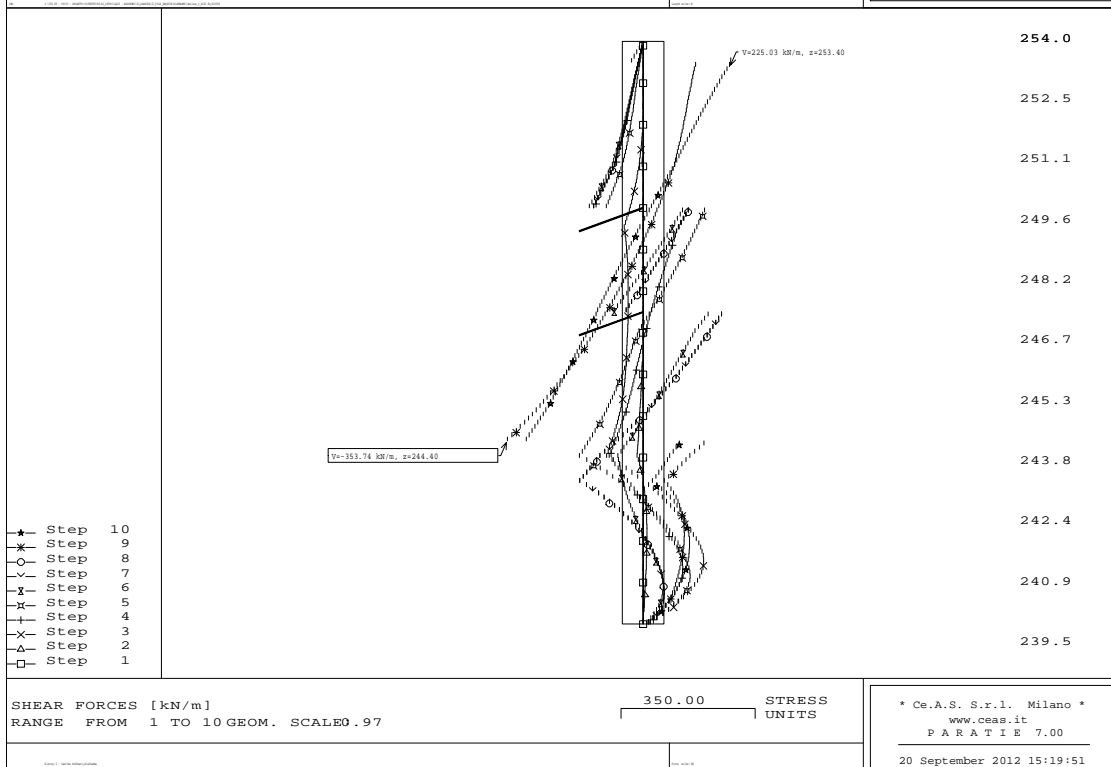 254.0
V=225.03 kN/m, z=253.40
252.5
251.1
249.6
248.2
246.7
245.3
V=-353.74 kN/m, z=244.40
243.8
242.4
240.9
239.5
Step 10
Step 9
Step 8
Step 7
Step 6
Step 5
Step 4
Step 3
Step 2
Step 1
SHEAR FORCES [kN/m]
RANGE FROM 1 TO 10 GEOM. SCALE 0.97
350.00
STRESS
UNITS
* Ce.A.S. S.r.l. Milano *
www.ceas.it
P A R A T I E 7.00
20 September 2012 15:19:51